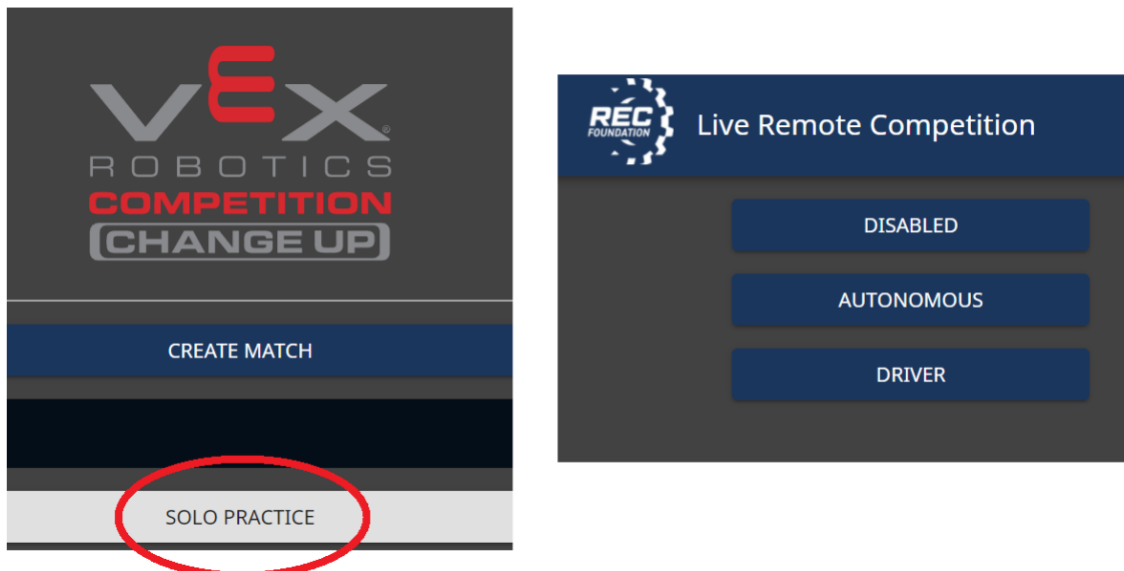 VEX
ROBOTICS
COMPETITION
CHANGE UP
CREATE MATCH
SOLO PRACTICE
REC
FOUNDATION
Live Remote Competition
DISABLED
AUTONOMOUS
DRIVER